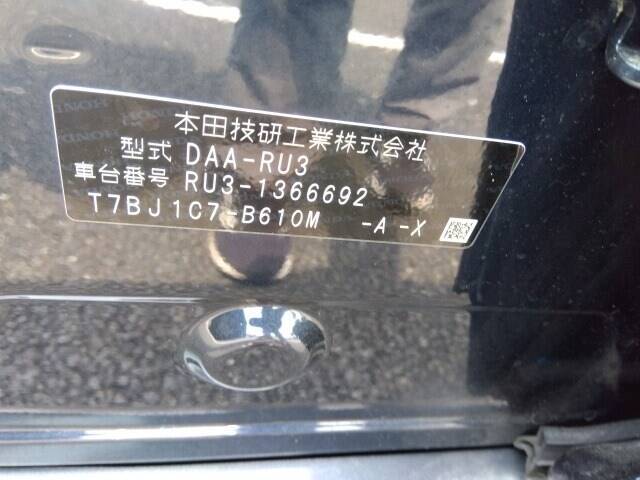 本田技研工業株式会社
型式 DAA-RU3
車台番号 RU3-1366692
T7BJ1C7-B610M -A -X